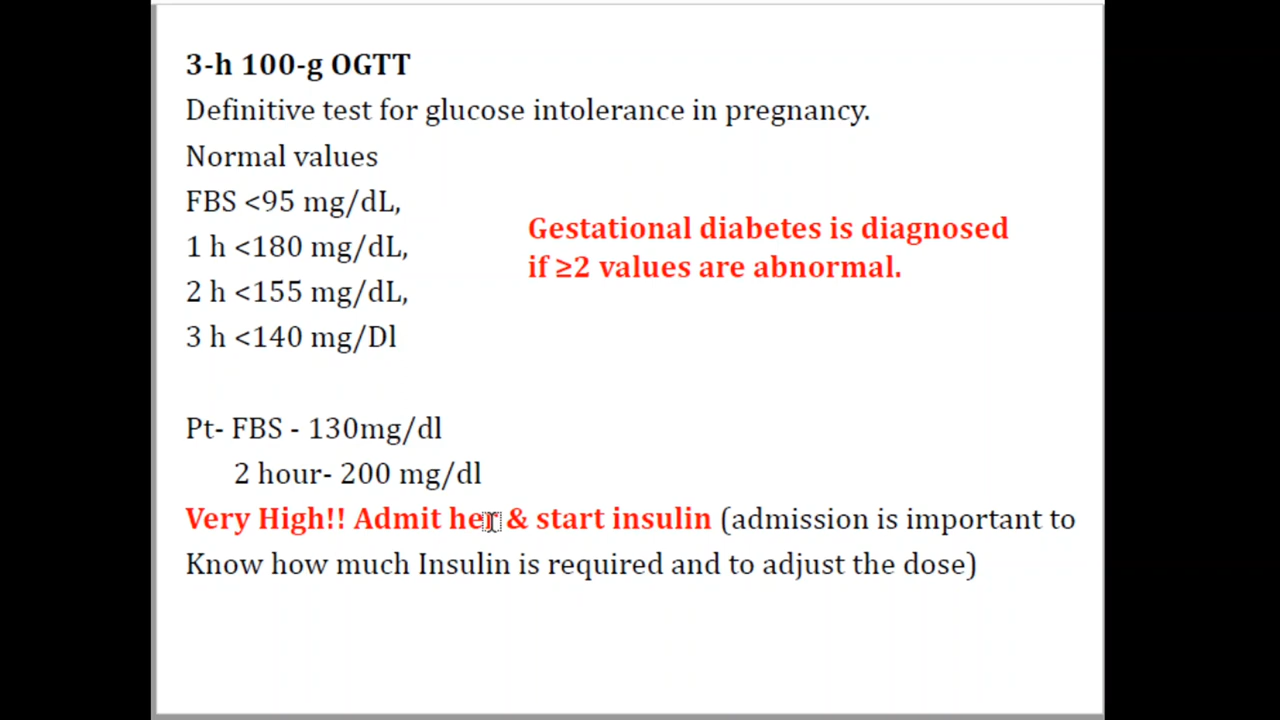 3-h 100-g OGTT
Definitive test for glucose intolerance in pregnancy.
Normal values
FBS <95 mg/dL,
1 h <180 mg/dL,
2 h <155 mg/dL,
3 h <140 mg/Dl
Gestational diabetes is diagnosed
if ≥2 values are abnormal.
Pt- FBS - 130mg/dl
2 hour- 200 mg/dl
Very High!! Admit her & start insulin (admission is important to
Know how much Insulin is required and to adjust the dose)